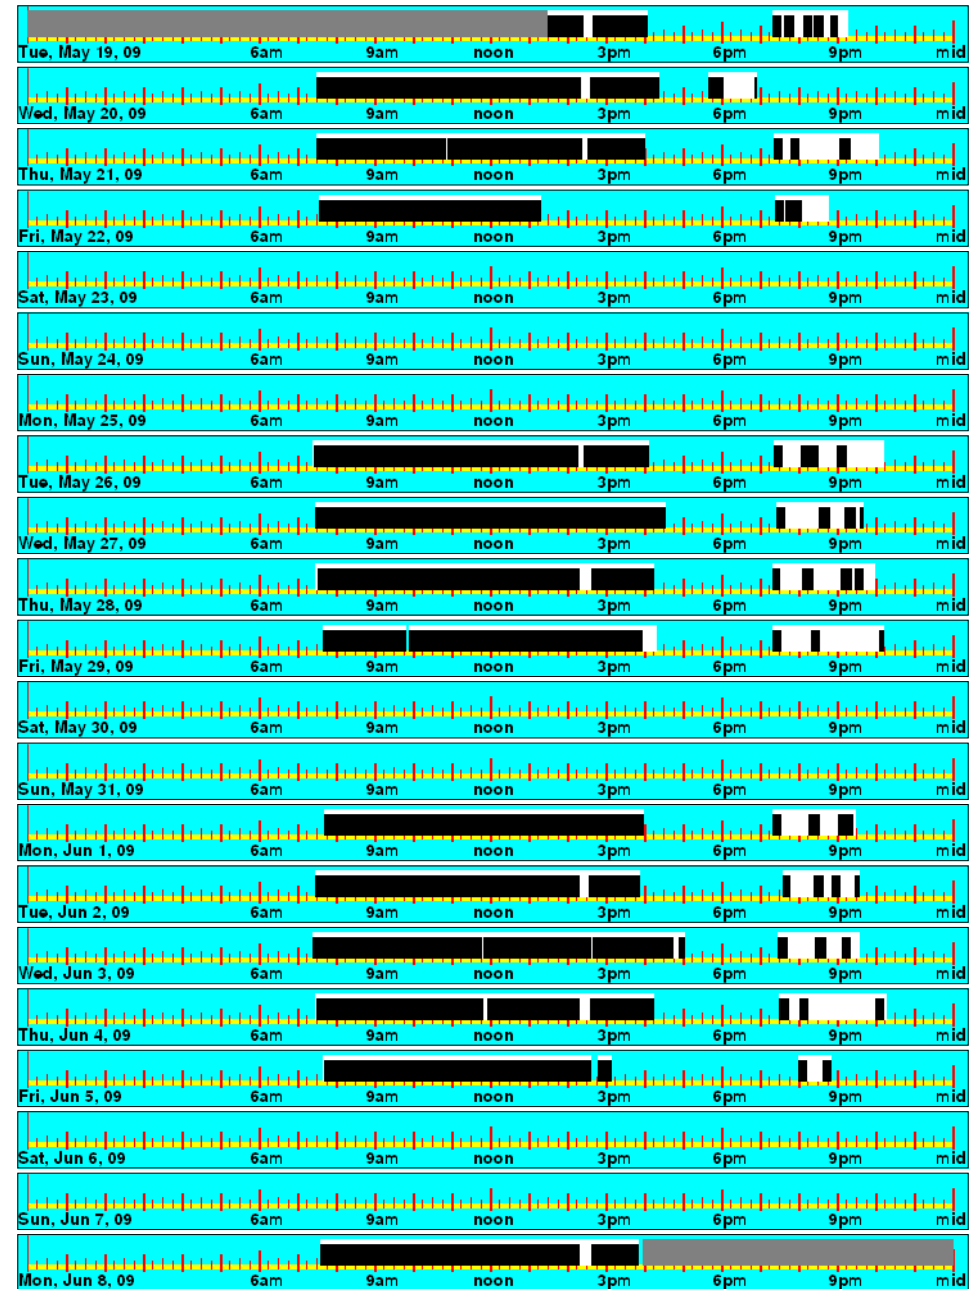 Tue, May 19, 09 6am 9am noon 3pm 6pm 9pm mid
Wed, May 20, 09 6am 9am noon 3pm 6pm 9pm mid
Thu, May 21, 09 6am 9am noon 3pm 6pm 9pm mid
Fri, May 22, 09 6am 9am noon 3pm 6pm 9pm mid
Sat, May 23, 09 6am 9am noon 3pm 6pm 9pm mid
Sun, May 24, 09 6am 9am noon 3pm 6pm 9pm mid
Mon, May 25, 09 6am 9am noon 3pm 6pm 9pm mid
Tue, May 26, 09 6am 9am noon 3pm 6pm 9pm mid
Wed, May 27, 09 6am 9am noon 3pm 6pm 9pm mid
Thu, May 28, 09 6am 9am noon 3pm 6pm 9pm mid
Fri, May 29, 09 6am 9am noon 3pm 6pm 9pm mid
Sat, May 30, 09 6am 9am noon 3pm 6pm 9pm mid
Sun, May 31, 09 6am 9am noon 3pm 6pm 9pm mid
Mon, Jun 1, 09 6am 9am noon 3pm 6pm 9pm mid
Tue, Jun 2, 09 6am 9am noon 3pm 6pm 9pm mid
Wed, Jun 3, 09 6am 9am noon 3pm 6pm 9pm mid
Thu, Jun 4, 09 6am 9am noon 3pm 6pm 9pm mid
Fri, Jun 5, 09 6am 9am noon 3pm 6pm 9pm mid
Sat, Jun 6, 09 6am 9am noon 3pm 6pm 9pm mid
Sun, Jun 7, 09 6am 9am noon 3pm 6pm 9pm mid
Mon, Jun 8, 09 6am 9am noon 3pm 6pm 9pm mid